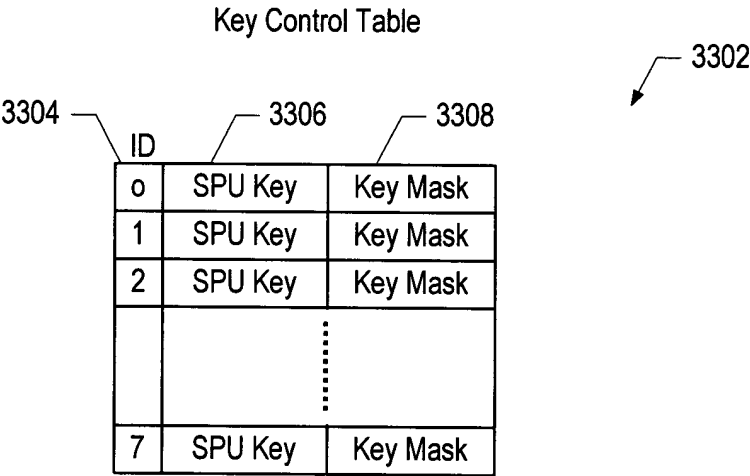 Key Control Table
3302
3304 3306 3308
ID
o SPU Key Key Mask
1 SPU Key Key Mask
2 SPU Key Key Mask
7 SPU Key Key Mask